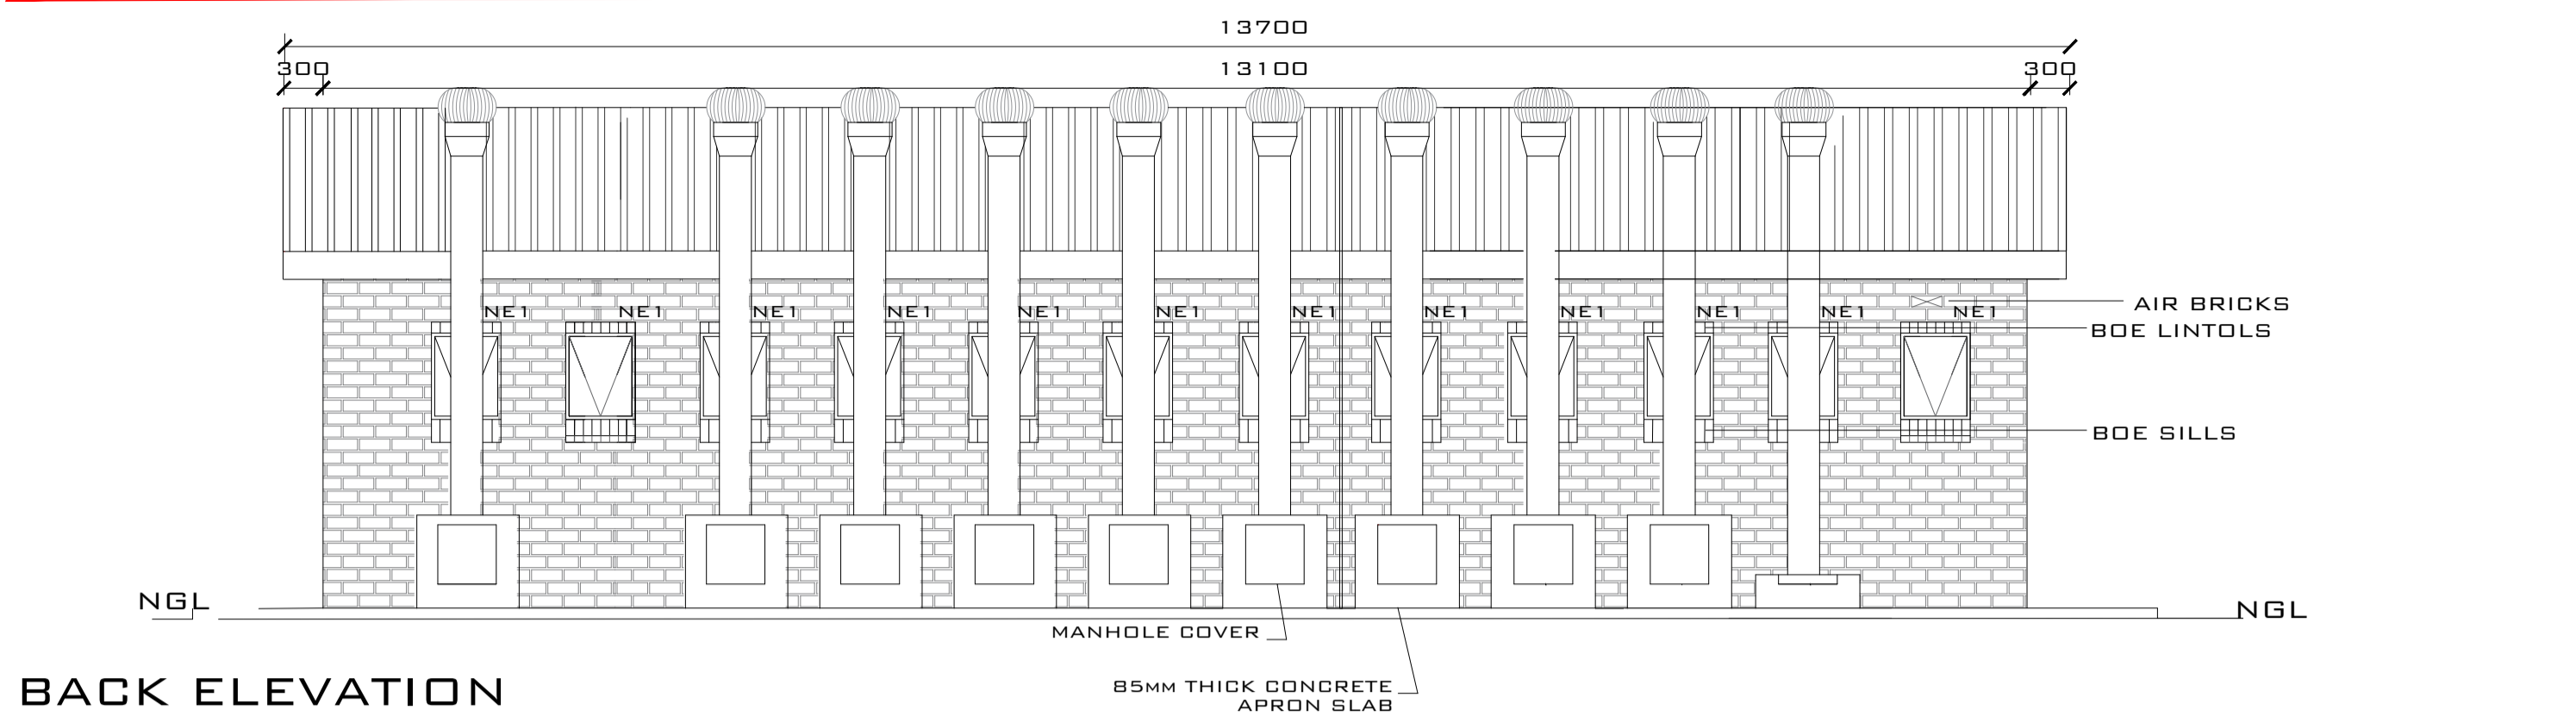 13700
300 13100 300
NE1 NE1 NE1 NE1 NE1 NE1 NE1 NE1 NE1 NE1 NE1 NE1
AIR BRICKS
BOE LINTOLS
BOE SILLS
NGL NGL
MANHOLE COVER
85MM THICK CONCRETE
APRON SLAB
BACK ELEVATION